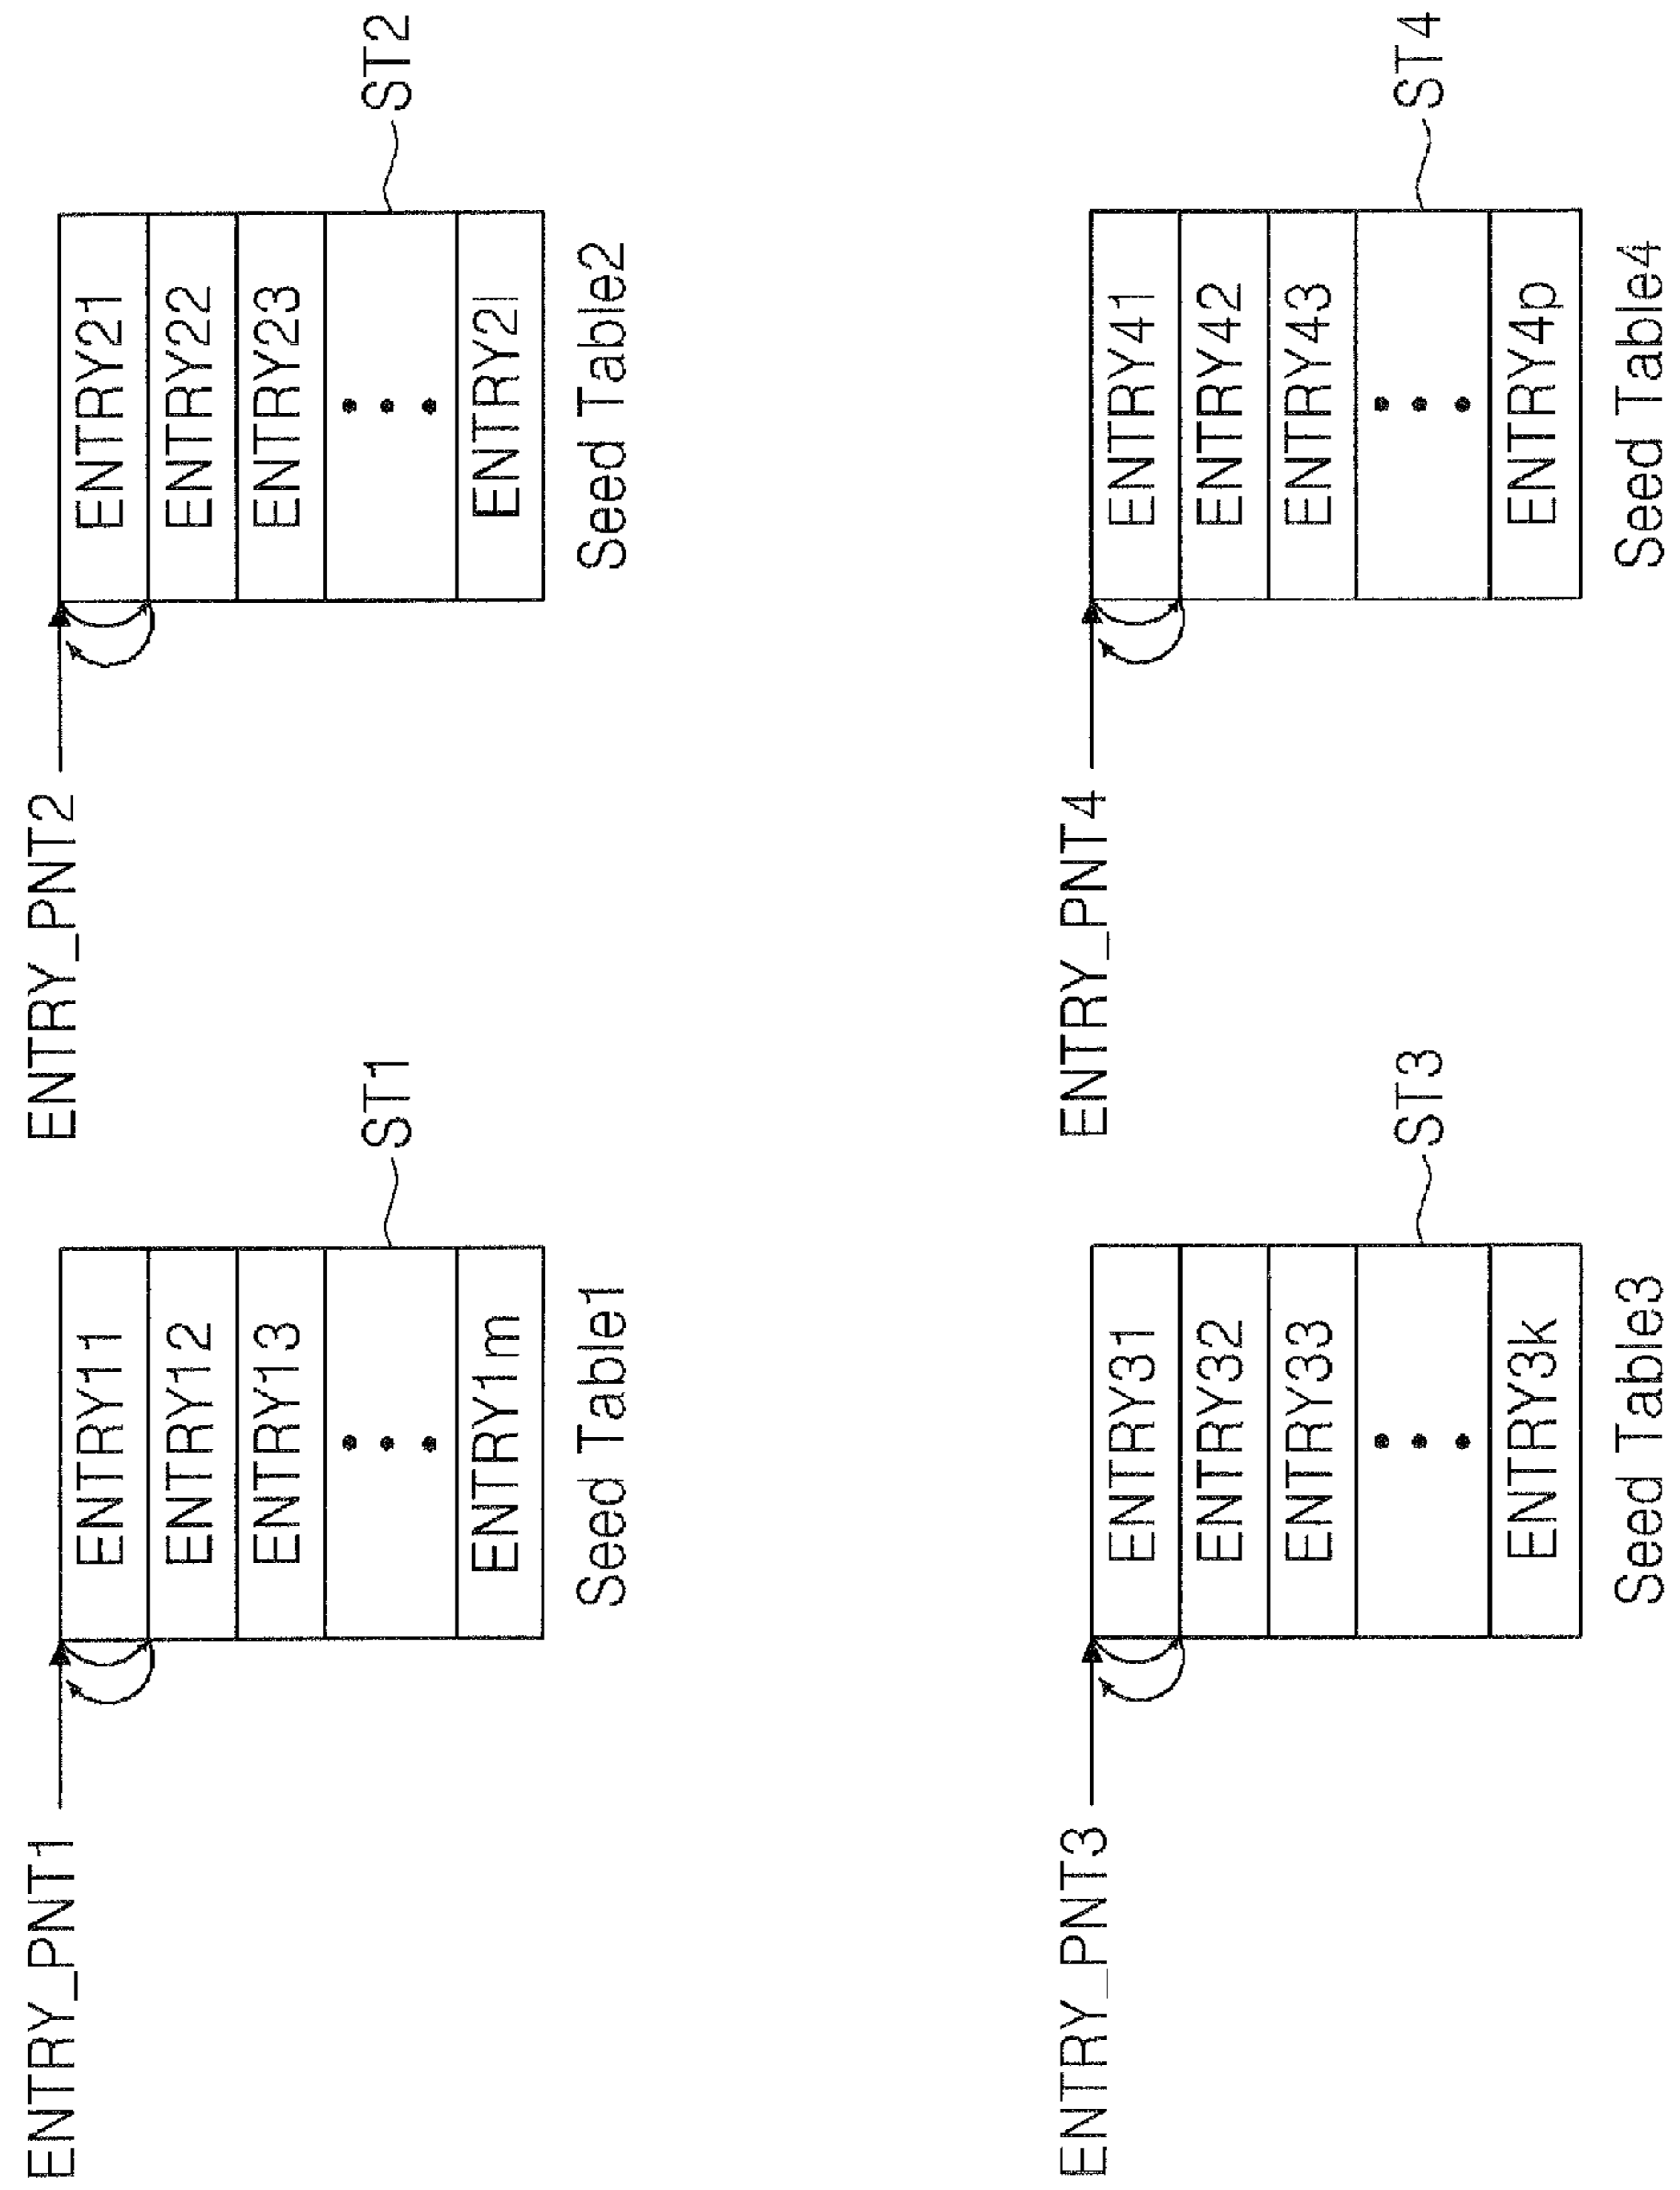 ENTRY_PNT1
ENTRY11
ENTRY12
ENTRY13
ENTRY1m
ST1
Seed Table1
ENTRY_PNT2
ENTRY21
ENTRY22
ENTRY23
ENTRY2l
ST2
Seed Table2
ENTRY_PNT3
ENTRY31
ENTRY32
ENTRY33
ENTRY3k
ST3
Seed Table3
ENTRY_PNT4
ENTRY41
ENTRY42
ENTRY43
ENTRY4p
ST4
Seed Table4